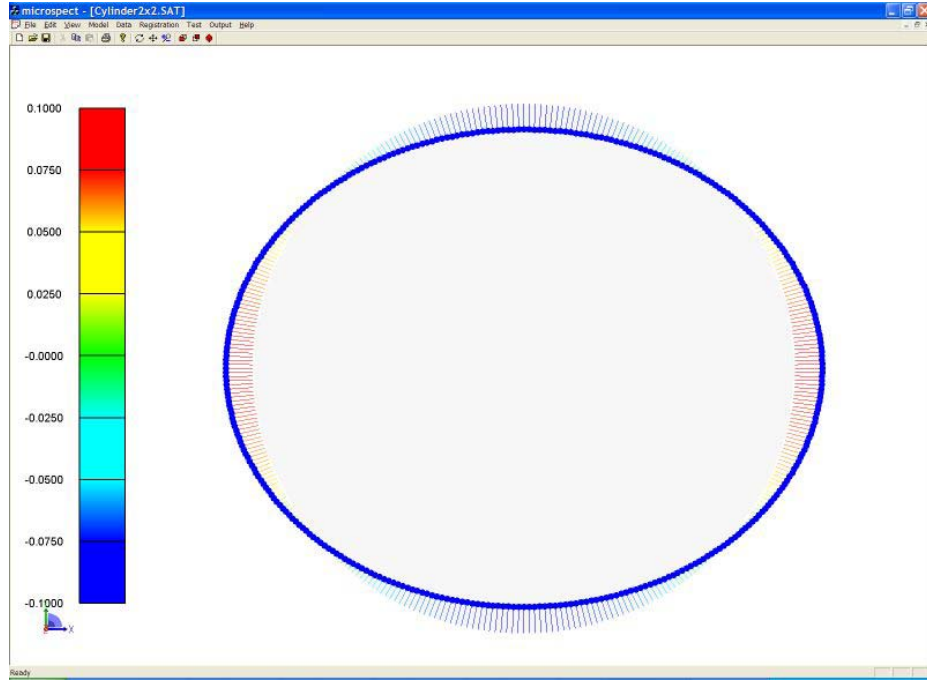 microspect - [Cylinder2x2.SAT]
File Edit View Model Data Registration Test Output Help
0.1000
0.0750
0.0500
0.0250
-0.0000
-0.0250
-0.0500
-0.0750
-0.1000
X
Ready